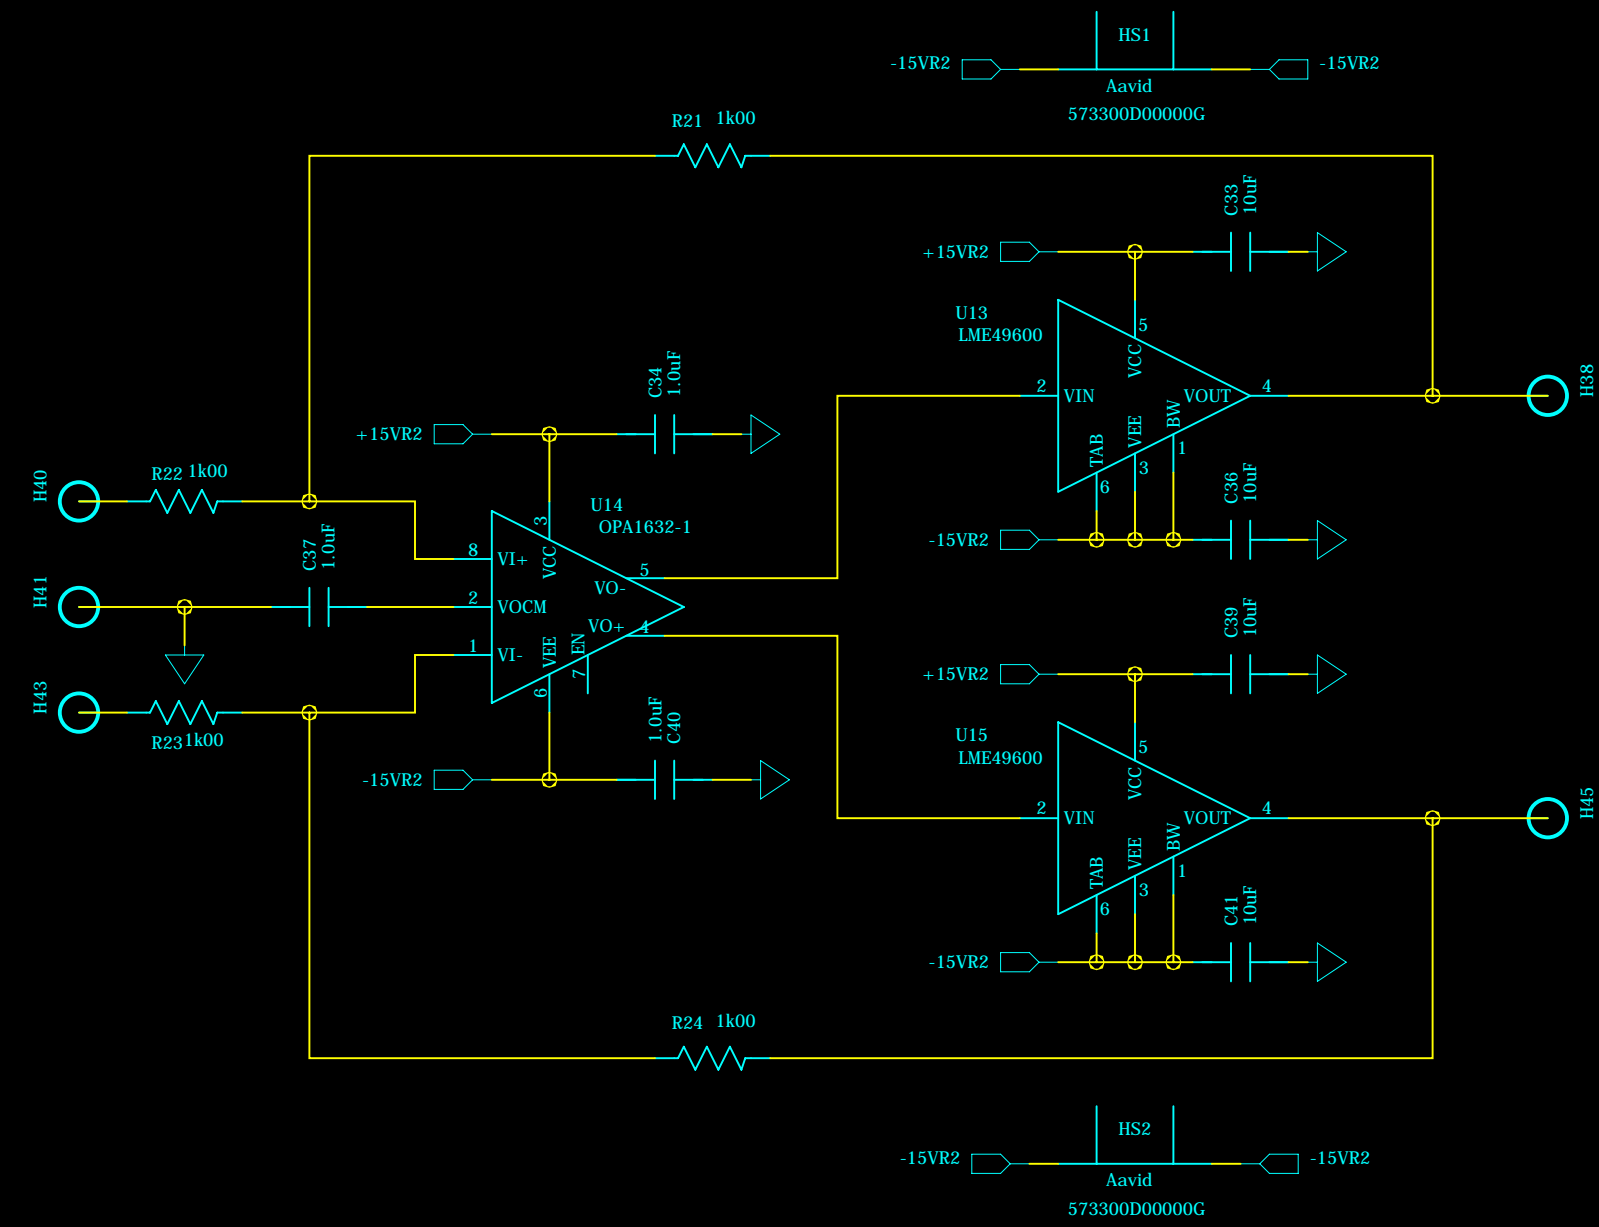 HS1
-15VR2
-15VR2
Aavid
573300D00000G
R21 1k00
C33
10uF
+15VR2
U13
LME49600
5
VCC
2
VIN
VOUT
4
H38
BW
VEE
TAB
1
3
6
C36
10uF
-15VR2
C34
1.0uF
+15VR2
H40
R22 1k00
U14
OPA1632-1
3
VCC
8
VI+
C37
1.0uF
5
VO-
H41
2
VOCM
VO+
4
1
VI-
VEE
EN
6
7
H43
R23 1k00
1.0uF
C40
-15VR2
C39
10uF
+15VR2
U15
LME49600
5
VCC
2
VIN
VOUT
4
H45
BW
VEE
TAB
1
3
6
C41
10uF
-15VR2
R24 1k00
HS2
-15VR2
-15VR2
Aavid
573300D00000G